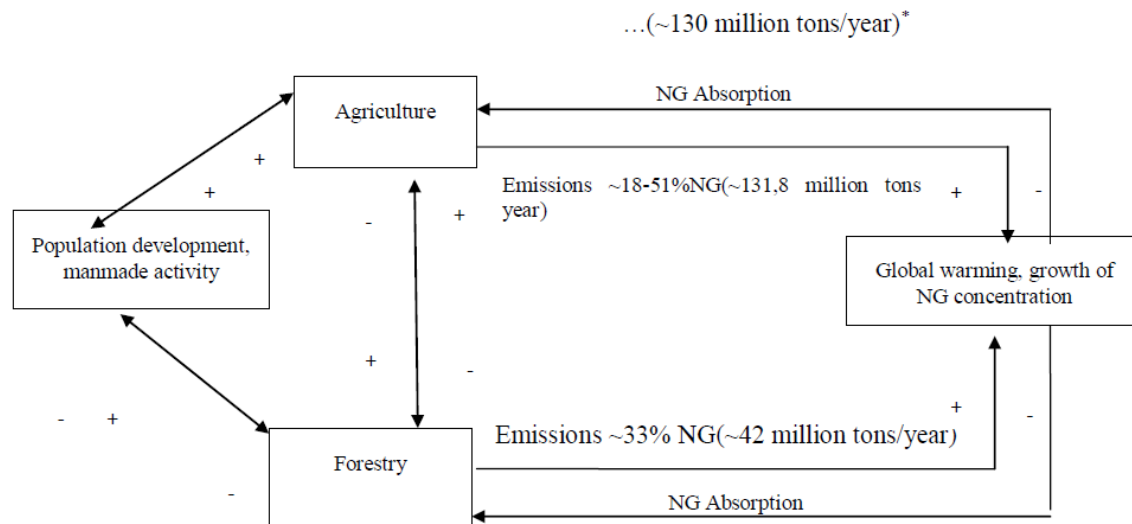 …(~130 million tons/year)*
NG Absorption
Agriculture
+
+
Emissions ~18-51%NG(~131,8 million tons
year)
+
-
-
+
Population development,
manmade activity
Global warming, growth of
NG concentration
+
-
-
+
+
-
Emissions ~33% NG(~42 million tons/year)
Forestry
-
NG Absorption